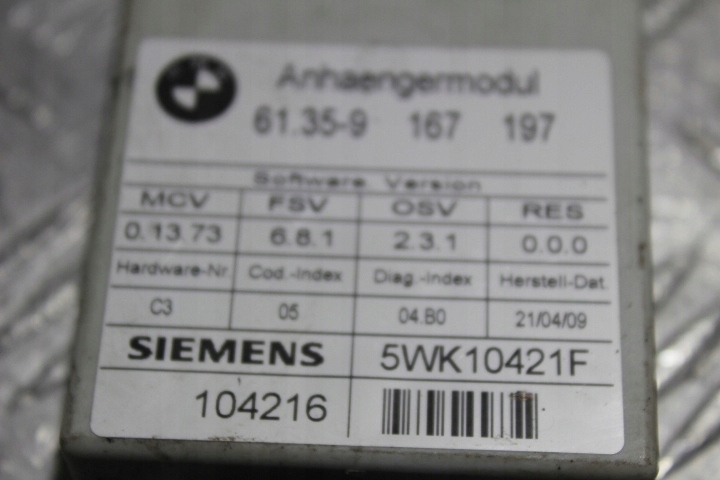 Anhaengermodul
61.35-9 167 197
Software Version
MCV FSV OSV RES
0.13.73 6.8.1 2.3.1 0.0.0
Hardware-Nr. Cod.-Index Diag.-Index Herstell-Dat.
C3 05 04.B0 21/04/09
SIEMENS 5WK10421F
104216